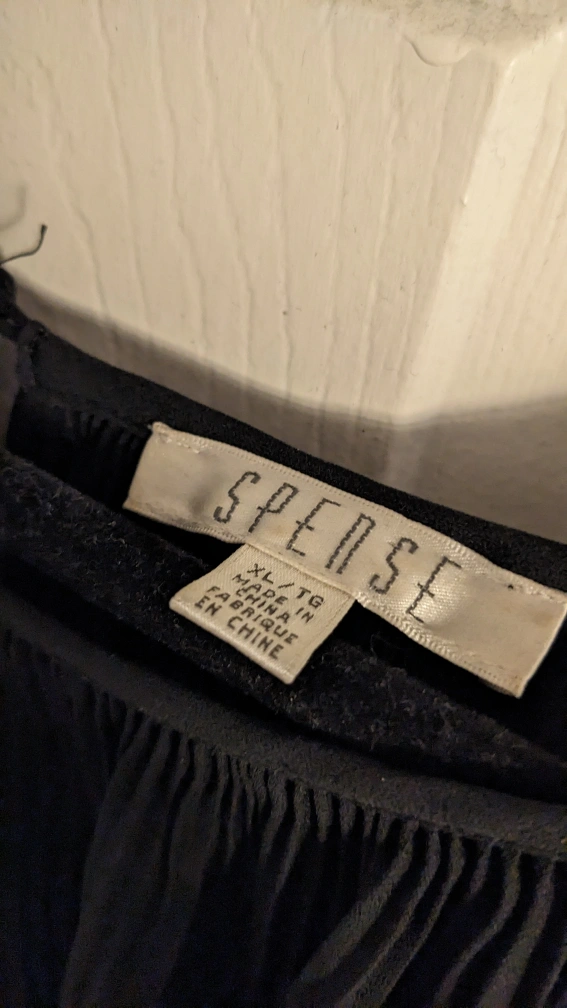 SPENSE
XL/TG
MADE IN
CHINA
FABRIQUE
EN CHINE